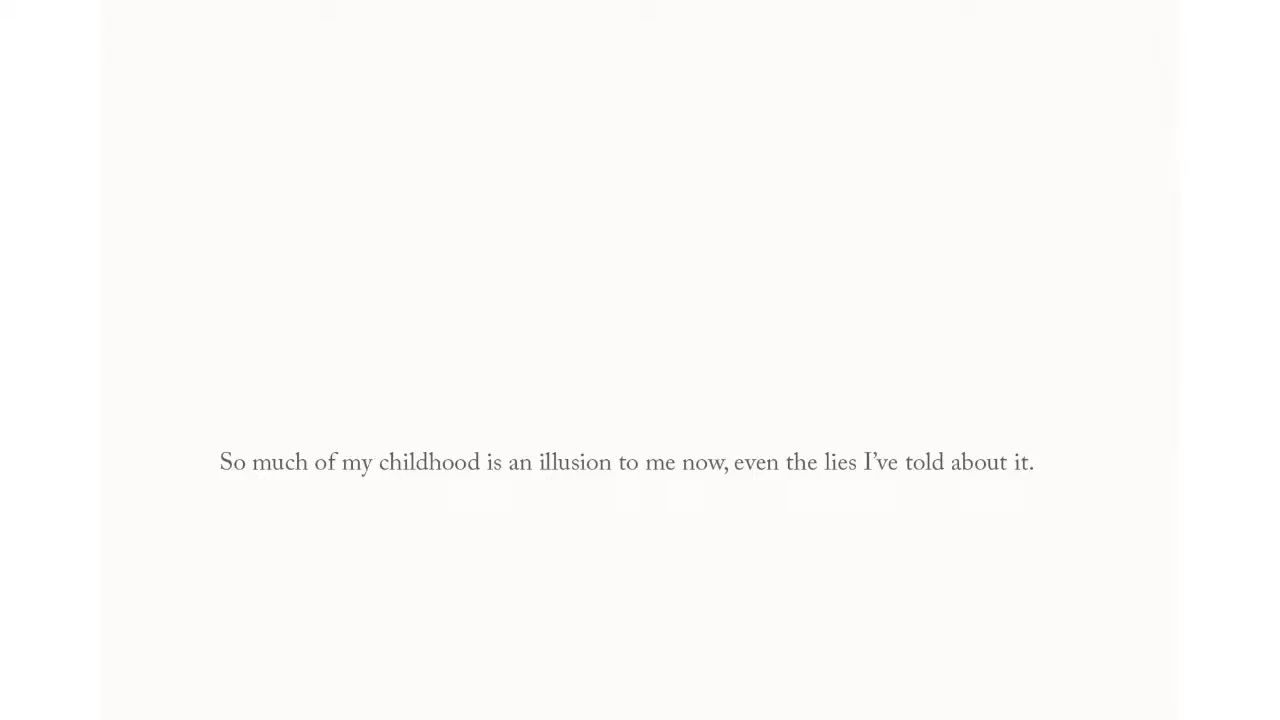 So much of my childhood is an illusion to me now, even the lies I’ve told about it.